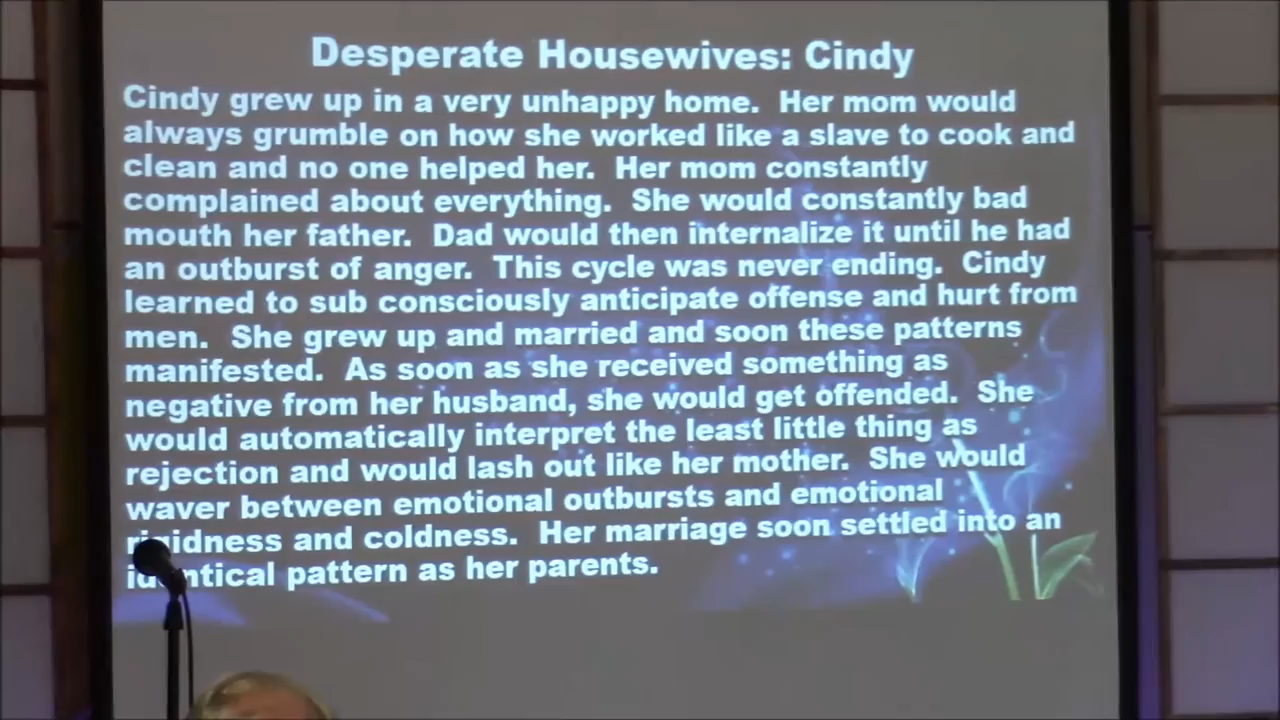 Desperate Housewives: Cindy
Cindy grew up in a very unhappy home. Her mom would
always grumble on how she worked like a slave to cook and
clean and no one helped her. Her mom constantly
complained about everything. She would constantly bad
mouth her father. Dad would then internalize it until he had
an outburst of anger. This cycle was never ending. Cindy
learned to sub consciously anticipate offense and hurt from
men. She grew up and married and soon these patterns
manifested. As soon as she received something as
negative from her husband, she would get offended. She
would automatically interpret the least little thing as
rejection and would lash out like her mother. She would
waver between emotional outbursts and emotional
rigidness and coldness. Her marriage soon settled into an
identical pattern as her parents.